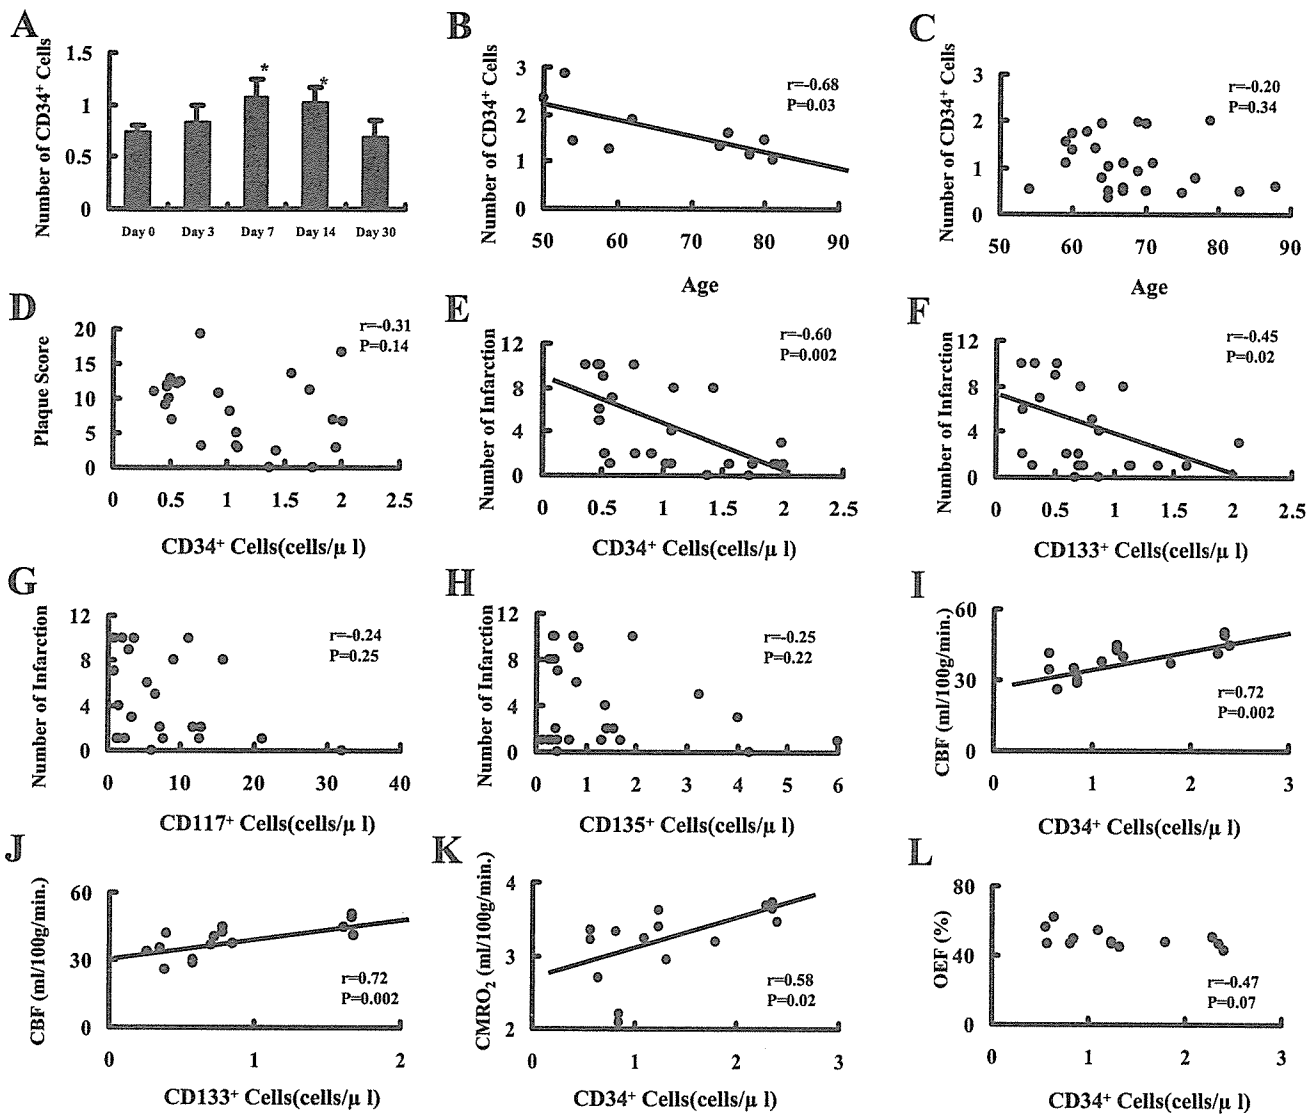 A
Number of CD34⁺ Cells
1.5
1
0.5
0
*
*
Day 0 Day 3 Day 7 Day 14 Day 30
B
Number of CD34⁺ Cells
3
2
1
0
r=-0.68
P=0.03
50 60 70 80 90
Age
C
Number of CD34⁺ Cells
3
2
1
0
r=-0.20
P=0.34
50 60 70 80 90
Age
D
Plaque Score
20
15
10
5
0
r=-0.31
P=0.14
0 0.5 1 1.5 2 2.5
CD34⁺ Cells(cells/μ l)
E
Number of Infarction
12
8
4
0
r=-0.60
P=0.002
0 0.5 1 1.5 2 2.5
CD34⁺ Cells(cells/μ l)
F
Number of Infarction
12
8
4
0
r=-0.45
P=0.02
0 0.5 1 1.5 2 2.5
CD133⁺ Cells(cells/μ l)
G
Number of Infarction
12
8
4
0
r=-0.24
P=0.25
0 10 20 30 40
CD117⁺ Cells(cells/μ l)
H
Number of Infarction
12
8
4
0
r=-0.25
P=0.22
0 1 2 3 4 5 6
CD135⁺ Cells(cells/μ l)
I
CBF (ml/100g/min.)
60
30
0
r=0.72
P=0.002
0 1 2 3
CD34⁺ Cells(cells/μ l)
J
CBF (ml/100g/min.)
60
30
0
r=0.72
P=0.002
0 1 2
CD133⁺ Cells(cells/μ l)
K
CMRO₂ (ml/100g/min.)
4
3
2
r=0.58
P=0.02
0 1 2 3
CD34⁺ Cells(cells/μ l)
L
OEF (%)
80
40
0
r=-0.47
P=0.07
0 1 2 3
CD34⁺ Cells(cells/μ l)